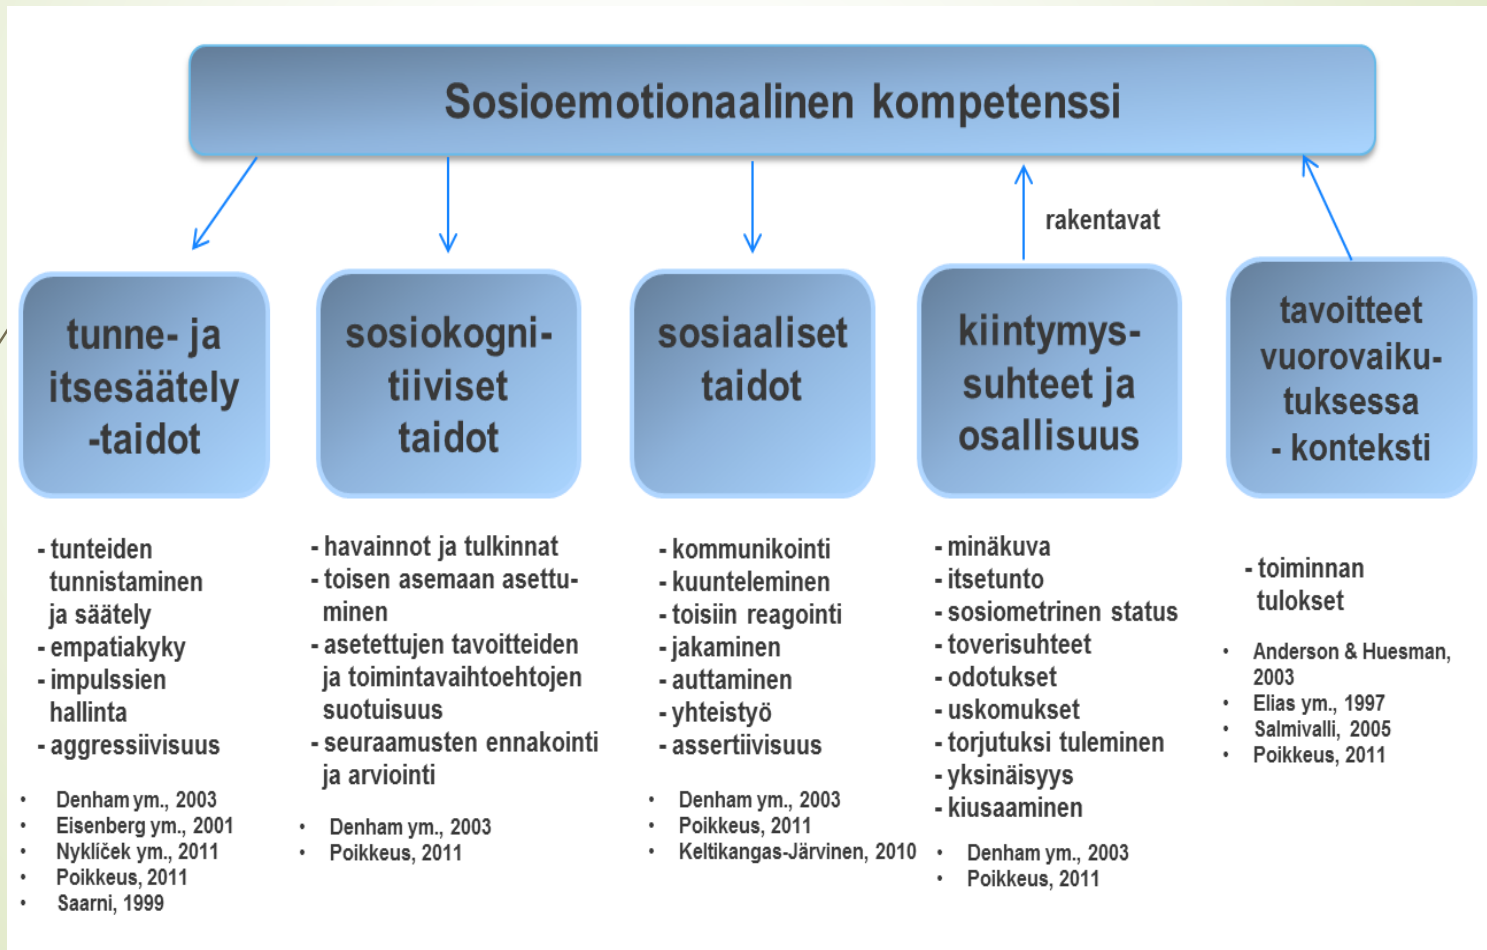 Sosioemotionaalinen kompetenssi
rakentavat
tunne- ja
itsesäätely
-taidot
- tunteiden
tunnistaminen
ja säätely
- empatiakyky
- impulssien
hallinta
- aggressiivisuus
• Denham ym., 2003
• Eisenberg ym., 2001
• Nyklíček ym., 2011
• Poikkeus, 2011
• Saarni, 1999
sosiokogni-
tiiviset
taidot
- havainnot ja tulkinnat
- toisen asemaan asettu-
minen
- asetettujen tavoitteiden
ja toimintavaihtoehtojen
suotuisuus
- seuraamusten ennakointi
ja arviointi
• Denham ym., 2003
• Poikkeus, 2011
sosiaaliset
taidot
- kommunikointi
- kuunteleminen
- toisiin reagointi
- jakaminen
- auttaminen
- yhteistyö
- assertiivisuus
• Denham ym., 2003
• Poikkeus, 2011
• Keltikangas-Järvinen, 2010
kiintymys-
suhteet ja
osallisuus
- minäkuva
- itsetunto
- sosiometrinen status
- toverisuhteet
- odotukset
- uskomukset
- torjutuksi tuleminen
- yksinäisyys
- kiusaaminen
• Denham ym., 2003
• Poikkeus, 2011
tavoitteet
vuorovaiku-
tuksessa
- konteksti
- toiminnan
tulokset
• Anderson & Huesman,
2003
• Elias ym., 1997
• Salmivalli, 2005
• Poikkeus, 2011